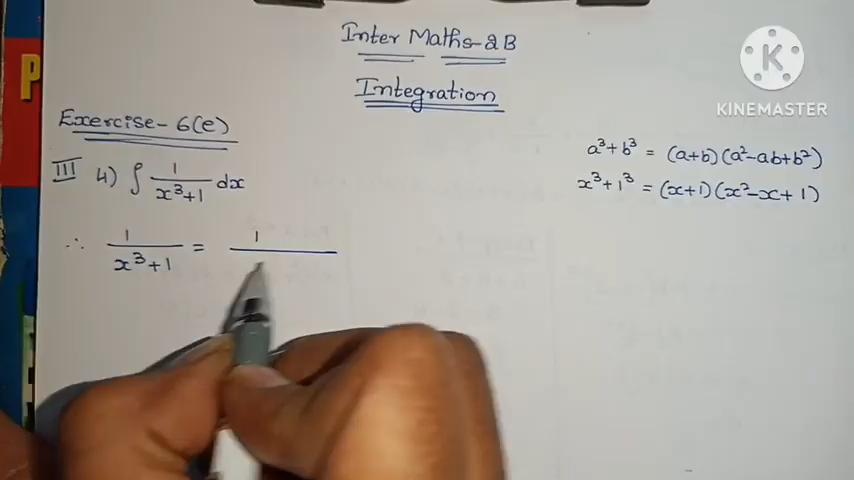 Inter Maths-2B
Integration
Exercise-6(e)
III 4) ∫ 1/(x³+1) dx
a³+b³ = (a+b)(a²-ab+b²)
x³+1³ = (x+1)(x²-x+1)
∴ 1/(x³+1) = 1/
K
KINEMASTER
P